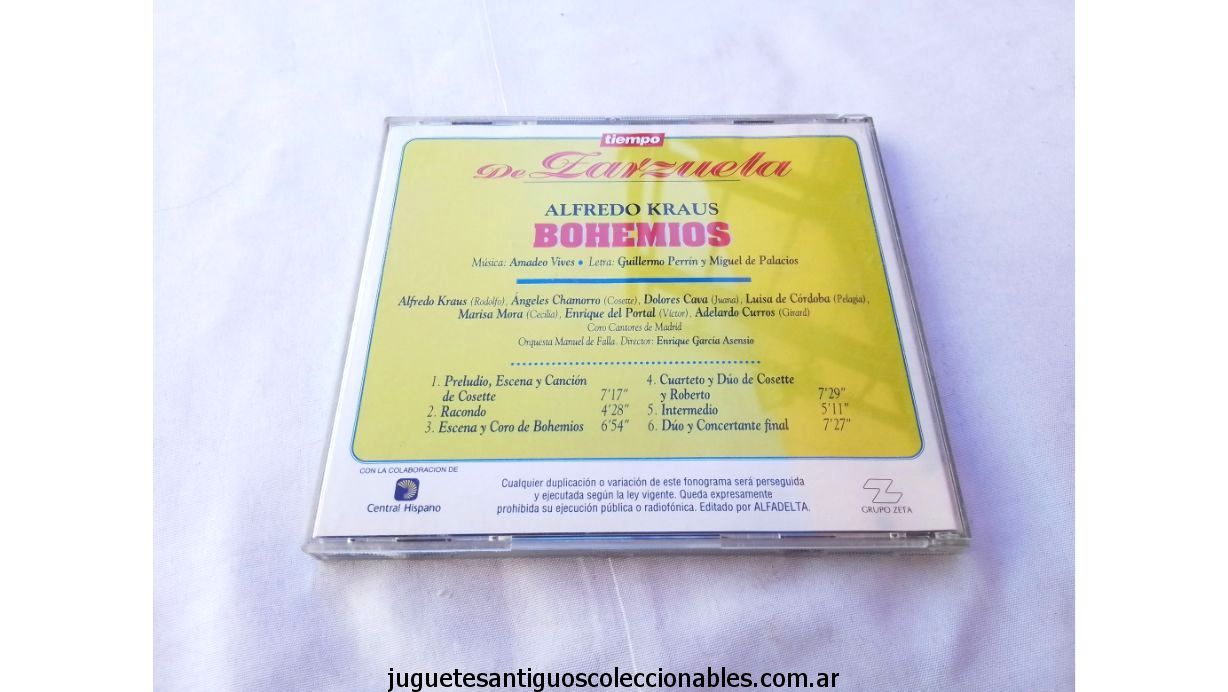 tiempo
De Zarzuela
ALFREDO KRAUS
BOHEMIOS
Música: Amadeo Vives • Letra: Guillermo Perrín y Miguel de Palacios
Alfredo Kraus (Rodolfo), Ángeles Chamorro (Cosette), Dolores Cava (Juana), Luisa de Córdoba (Pelagia),
Marisa Mora (Cecilia), Enrique del Portal (Víctor), Adelardo Curros (Girard)
Coro Cantores de Madrid
Orquesta Manuel de Falla. Director: Enrique García Asensio
1. Preludio, Escena y Canción
de Cosette 7'17"
2. Racondo 4'28"
3. Escena y Coro de Bohemios 6'54"
4. Cuarteto y Dúo de Cosette
y Roberto 7'29"
5. Intermedio 5'11"
6. Dúo y Concertante final 7'27"
CON LA COLABORACION DE
Central Hispano
Cualquier duplicación o variación de este fonograma será perseguida
y ejecutada según la ley vigente. Queda expresamente
prohibida su ejecución pública o radiofónica. Editado por ALFADELTA.
GRUPO ZETA
juguetesantiguoscoleccionables.com.ar